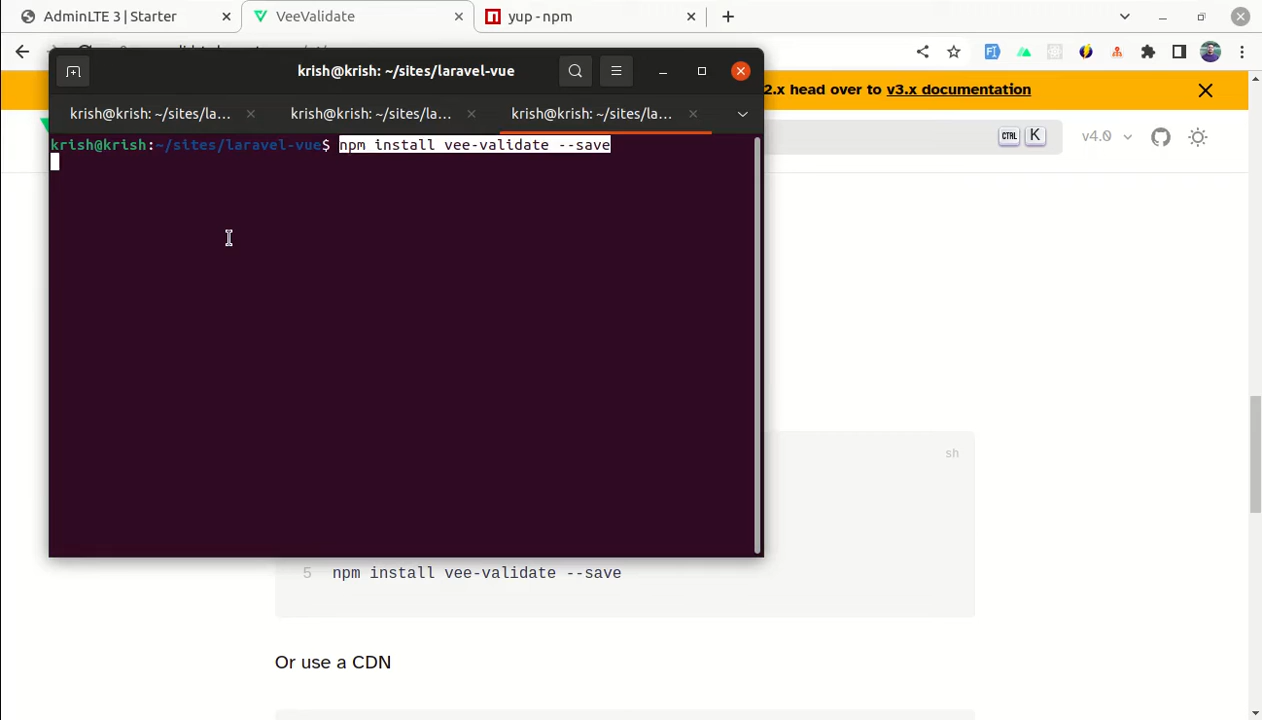 AdminLTE 3 | Starter
VeeValidate
yup - npm
krish@krish: ~/sites/laravel-vue
2.x head over to v3.x documentation
krish@krish: ~/sites/la...
krish@krish: ~/sites/la...
krish@krish: ~/sites/la...
CTRL K
v4.0
krish@krish:~/sites/laravel-vue$ npm install vee-validate --save
sh
5 npm install vee-validate --save
Or use a CDN